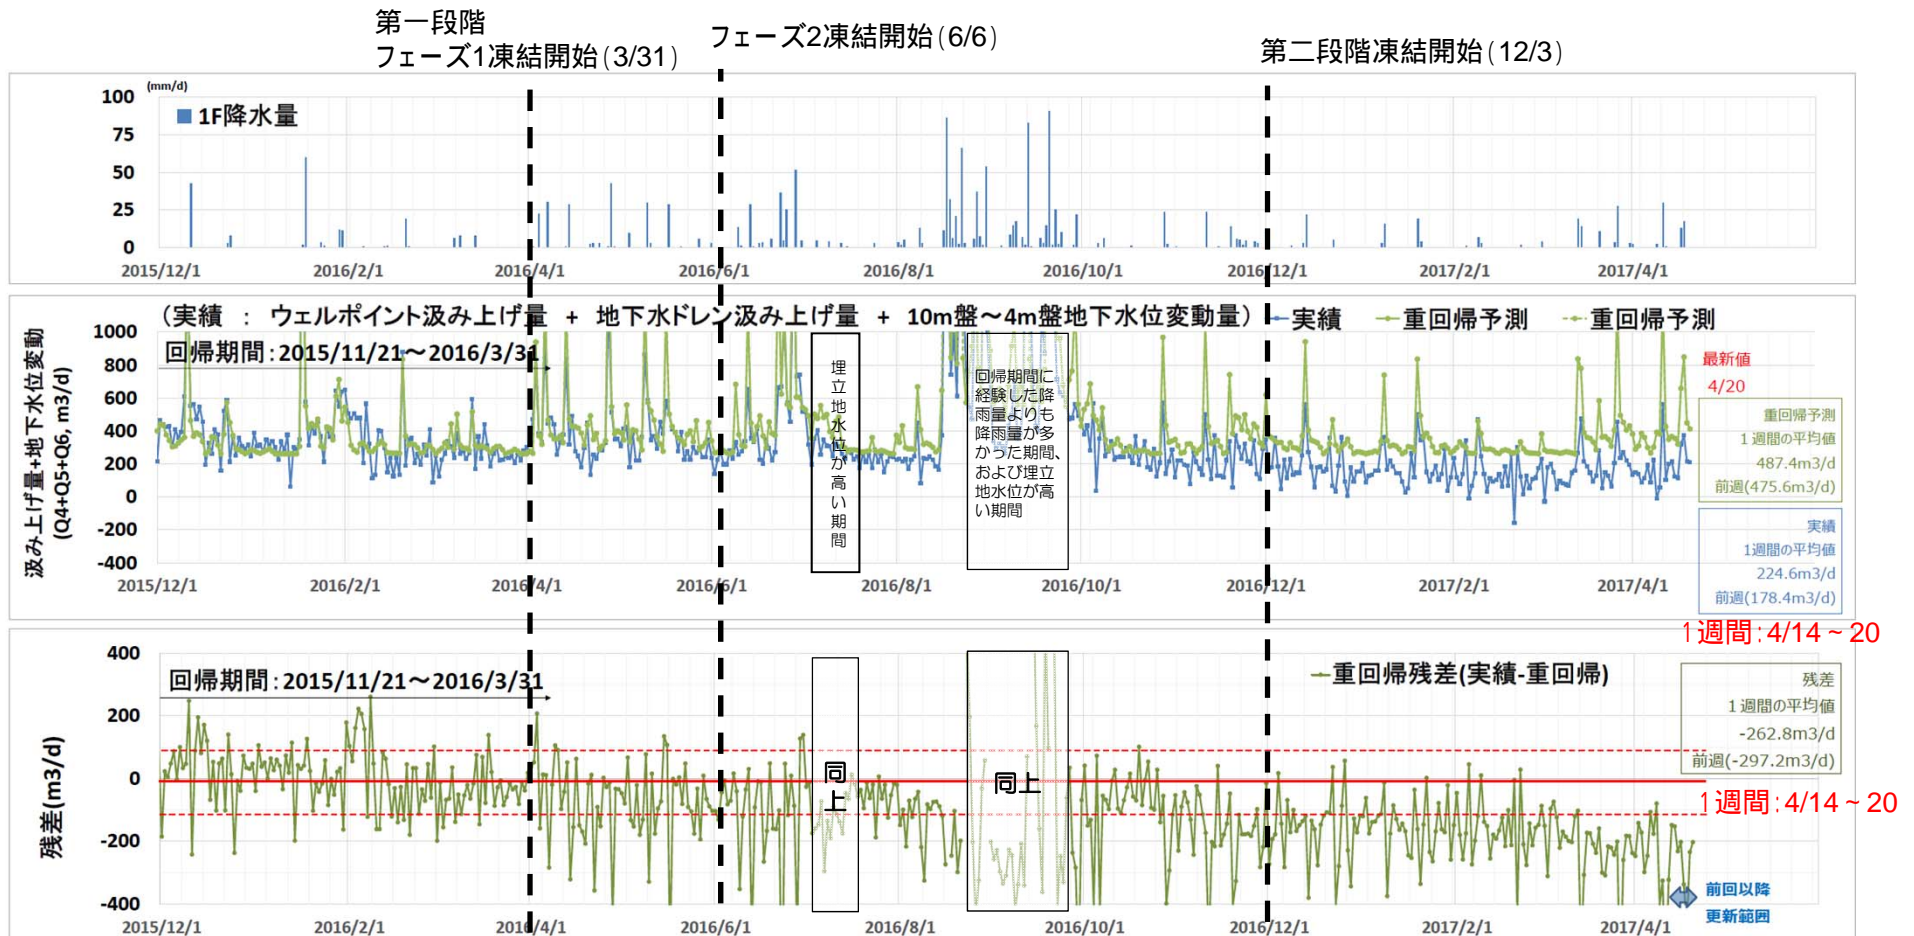 第一段階
フェーズ1凍結開始(3/31)
フェーズ2凍結開始(6/6)
第二段階凍結開始(12/3)
(mm/d)
1F降水量
100
75
50
25
0
2015/12/1
2016/2/1
2016/4/1
2016/6/1
2016/8/1
2016/10/1
2016/12/1
2017/2/1
2017/4/1
(実績 : ウェルポイント汲み上げ量 + 地下水ドレン汲み上げ量 + 10m盤～4m盤地下水位変動量)
実績
重回帰予測
重回帰予測
回帰期間:2015/11/21～2016/3/31
汲み上げ量+地下水位変動
(Q4+Q5+Q6, m3/d)
1000
800
600
400
200
0
-200
-400
埋立地水位が高い期間
回帰期間に
経験した降
雨量よりも
降雨量が多
かった期間、
および埋立
地水位が高
い期間
最新値
4/20
重回帰予測
1週間の平均値
487.4m3/d
前週(475.6m3/d)
実績
1週間の平均値
224.6m3/d
前週(178.4m3/d)
2015/12/1
2016/2/1
2016/4/1
2016/6/1
2016/8/1
2016/10/1
2016/12/1
2017/2/1
2017/4/1
1週間:4/14~20
残差(m3/d)
400
200
0
-200
-400
回帰期間:2015/11/21～2016/3/31
重回帰残差(実績-重回帰)
同上
同上
残差
1週間の平均値
-262.8m3/d
前週(-297.2m3/d)
1週間:4/14~20
前回以降
更新範囲
2015/12/1
2016/2/1
2016/4/1
2016/6/1
2016/8/1
2016/10/1
2016/12/1
2017/2/1
2017/4/1